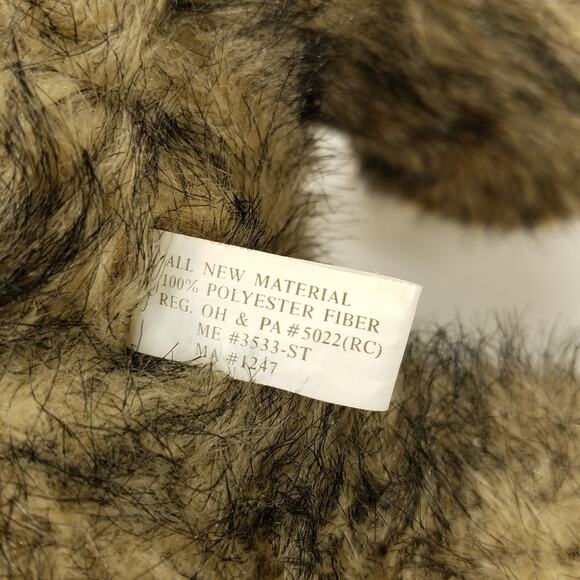 ALL NEW MATERIAL
100% POLYESTER FIBER
REG. OH & PA #5022(RC)
ME #3533-ST
MA #1247